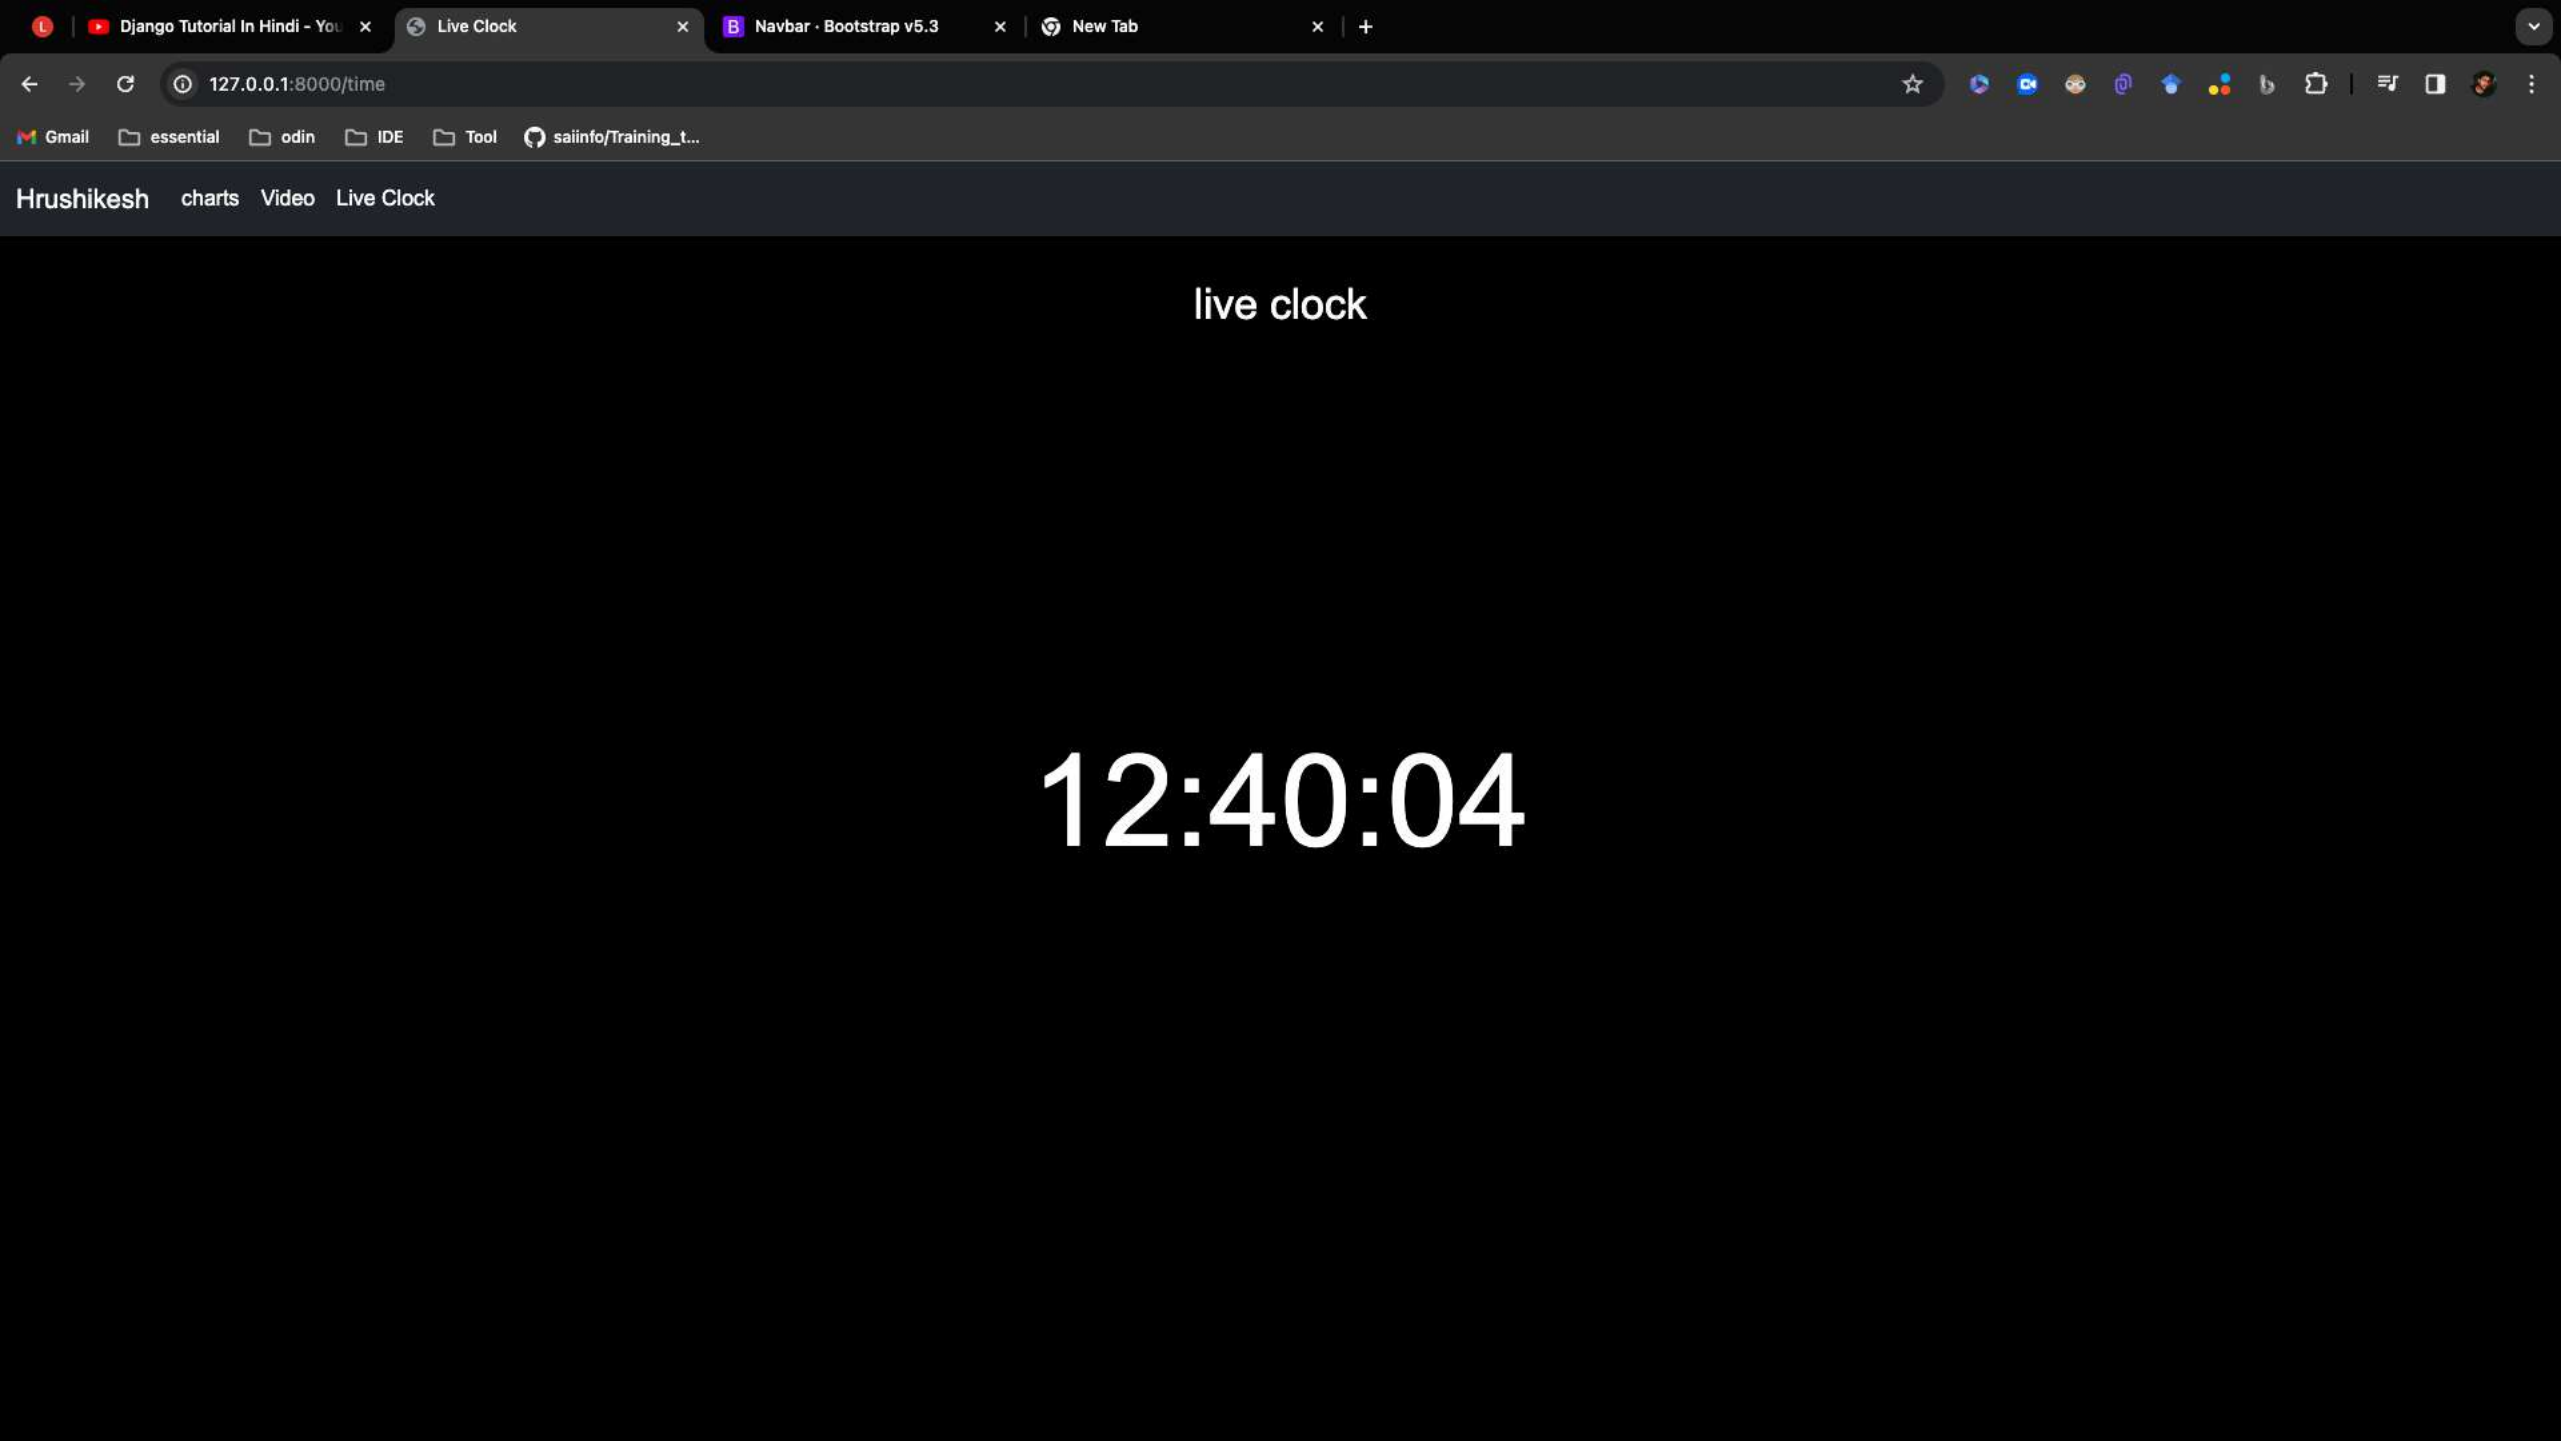 L Django Tutorial In Hindi - You Live Clock B Navbar · Bootstrap v5.3 New Tab
127.0.0.1:8000/time
Gmail essential odin IDE Tool saiinfo/Training_t...
Hrushikesh charts Video Live Clock
live clock
12:40:04